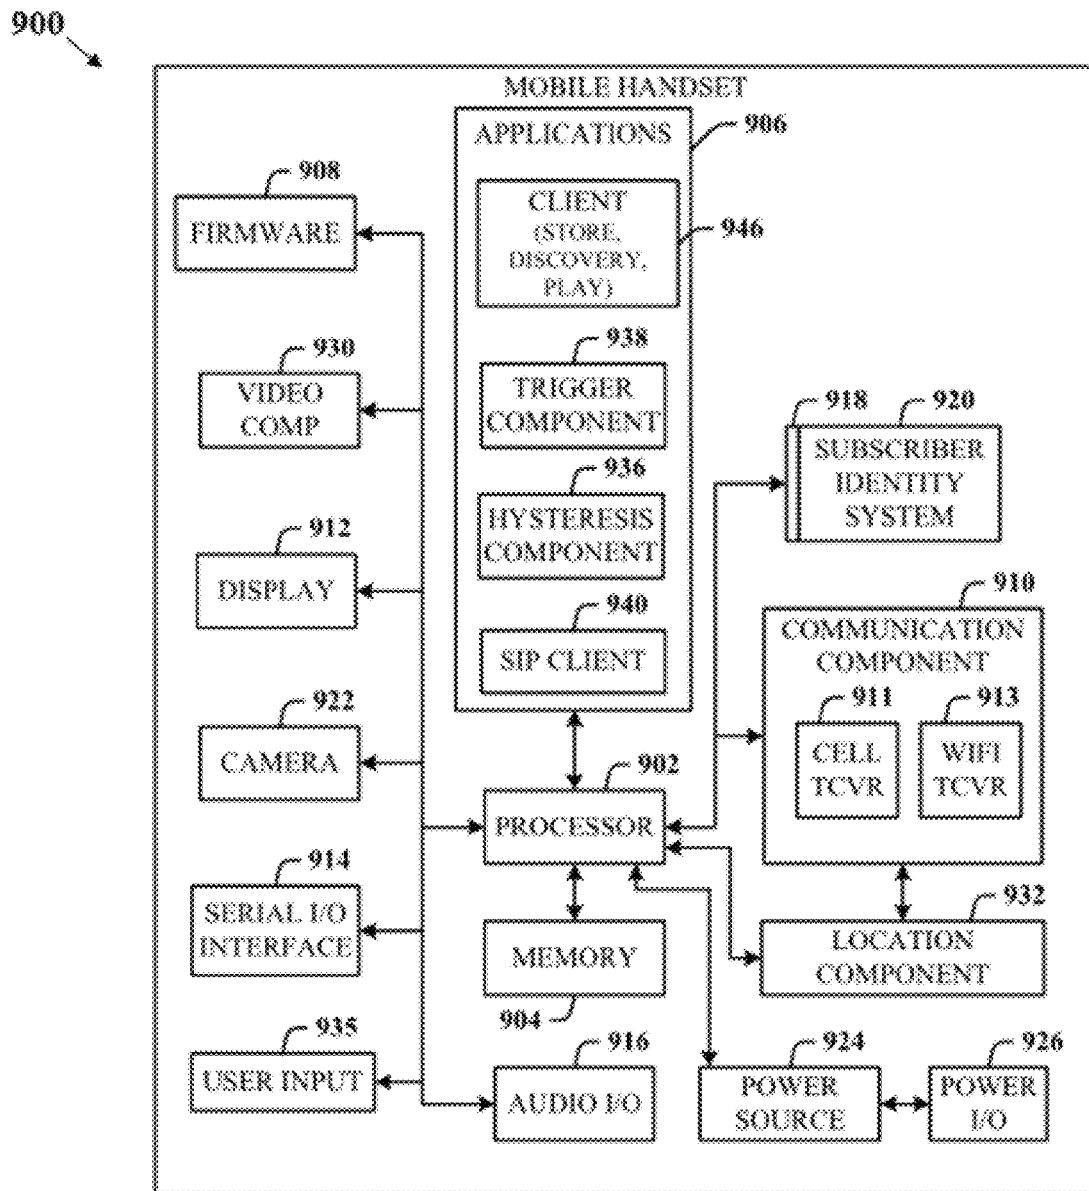 900
MOBILE HANDSET
APPLICATIONS
906
CLIENT
(STORE,
DISCOVERY,
PLAY)
946
938
TRIGGER
COMPONENT
936
HYSTERESIS
COMPONENT
940
SIP CLIENT
908
FIRMWARE
930
VIDEO
COMP
912
DISPLAY
922
CAMERA
914
SERIAL I/O
INTERFACE
935
USER INPUT
902
PROCESSOR
MEMORY
904
916
AUDIO I/O
918
920
SUBSCRIBER
IDENTITY
SYSTEM
910
COMMUNICATION
COMPONENT
911
CELL
TCVR
913
WIFI
TCVR
932
LOCATION
COMPONENT
924
POWER
SOURCE
926
POWER
I/O